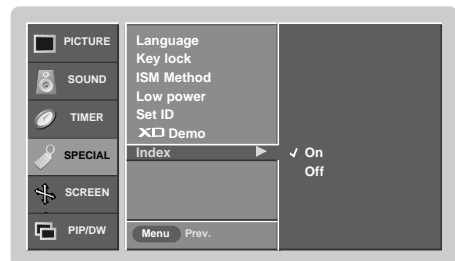 PICTURE
SOUND
TIMER
SPECIAL
SCREEN
PIP/DW
Language
Key lock
ISM Method
Low power
Set ID
XD Demo
Index
On
Off
Menu Prev.